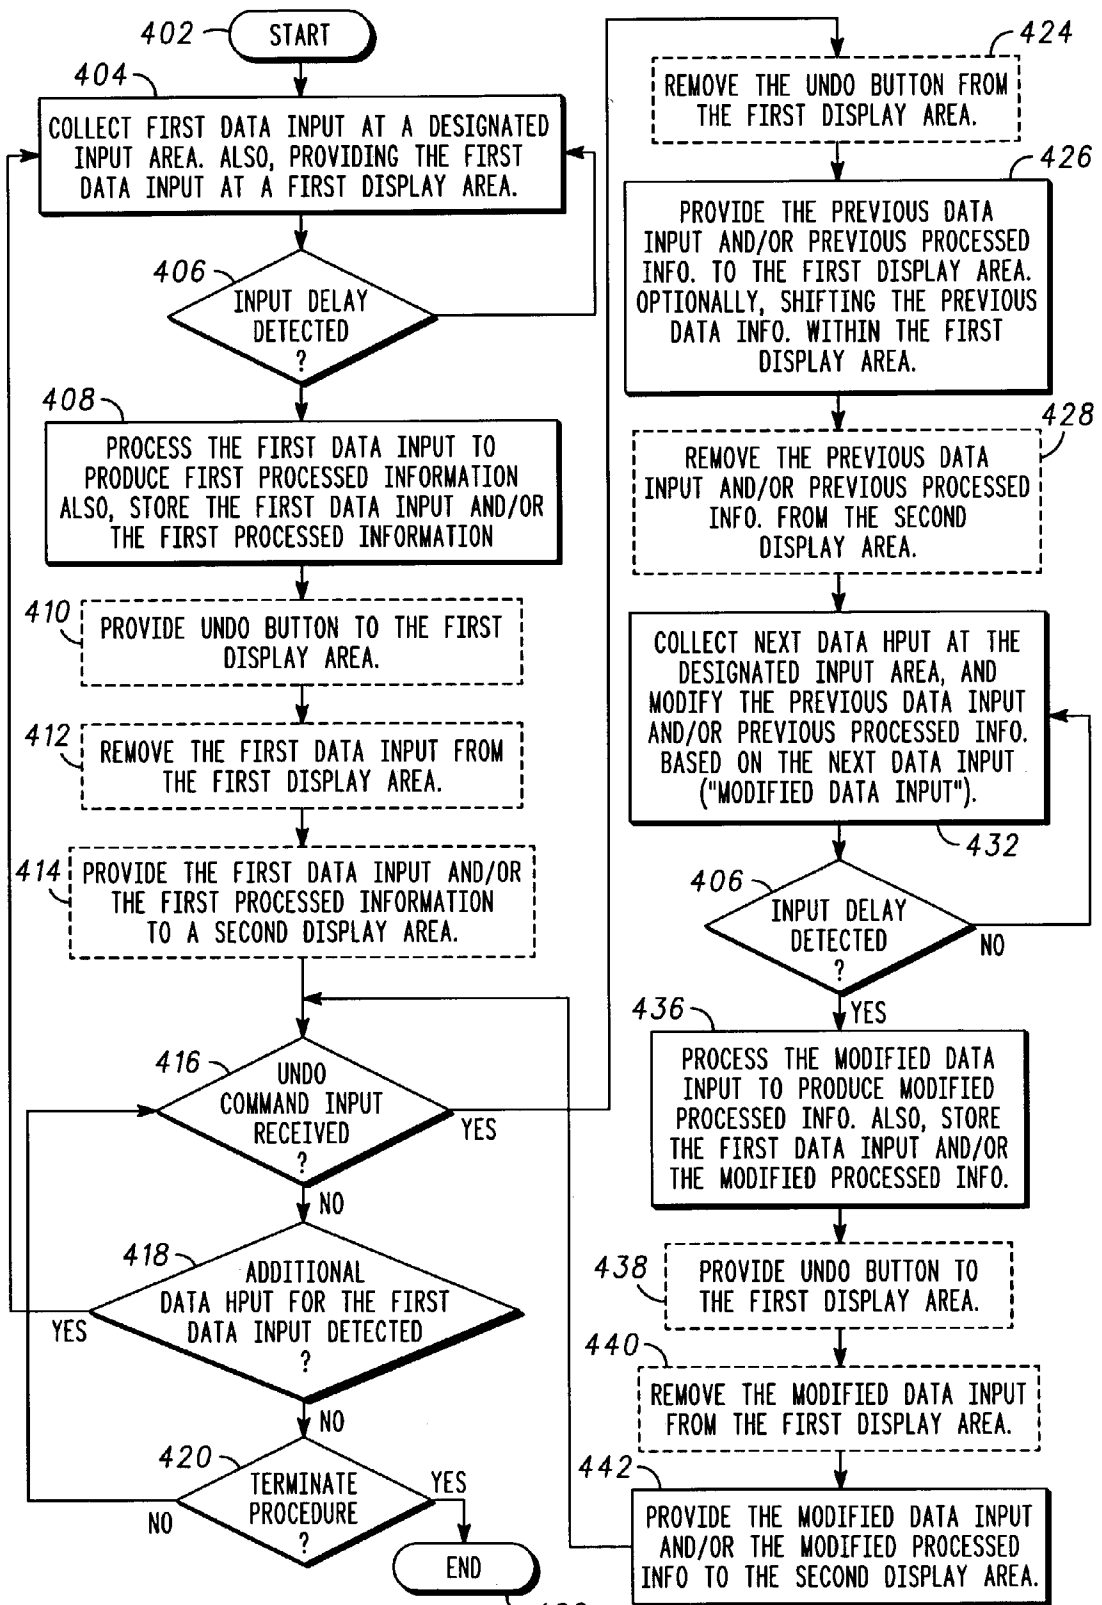 402
START
404
COLLECT FIRST DATA INPUT AT A DESIGNATED
INPUT AREA. ALSO, PROVIDING THE FIRST
DATA INPUT AT A FIRST DISPLAY AREA.
406
INPUT DELAY
DETECTED
?
408
PROCESS THE FIRST DATA INPUT TO
PRODUCE FIRST PROCESSED INFORMATION
ALSO, STORE THE FIRST DATA INPUT AND/OR
THE FIRST PROCESSED INFORMATION
410
PROVIDE UNDO BUTTON TO THE FIRST
DISPLAY AREA.
412
REMOVE THE FIRST DATA INPUT FROM
THE FIRST DISPLAY AREA.
414
PROVIDE THE FIRST DATA INPUT AND/OR
THE FIRST PROCESSED INFORMATION
TO A SECOND DISPLAY AREA.
416
UNDO
COMMAND INPUT
RECEIVED
?
YES
NO
418
ADDITIONAL
DATA HPUT FOR THE FIRST
DATA INPUT DETECTED
?
YES
NO
420
TERMINATE
PROCEDURE
?
NO
YES
END
424
REMOVE THE UNDO BUTTON FROM
THE FIRST DISPLAY AREA.
426
PROVIDE THE PREVIOUS DATA
INPUT AND/OR PREVIOUS PROCESSED
INFO. TO THE FIRST DISPLAY AREA.
OPTIONALLY, SHIFTING THE PREVIOUS
DATA INFO. WITHIN THE FIRST
DISPLAY AREA.
428
REMOVE THE PREVIOUS DATA
INPUT AND/OR PREVIOUS PROCESSED
INFO. FROM THE SECOND
DISPLAY AREA.
COLLECT NEXT DATA HPUT AT THE
DESIGNATED INPUT AREA, AND
MODIFY THE PREVIOUS DATA INPUT
AND/OR PREVIOUS PROCESSED INFO.
BASED ON THE NEXT DATA INPUT
("MODIFIED DATA INPUT").
432
406
INPUT DELAY
DETECTED
?
NO
YES
436
PROCESS THE MODIFIED DATA
INPUT TO PRODUCE MODIFIED
PROCESSED INFO. ALSO, STORE
THE FIRST DATA INPUT AND/OR
THE MODIFIED PROCESSED INFO.
438
PROVIDE UNDO BUTTON TO
THE FIRST DISPLAY AREA.
440
REMOVE THE MODIFIED DATA INPUT
FROM THE FIRST DISPLAY AREA.
442
PROVIDE THE MODIFIED DATA INPUT
AND/OR THE MODIFIED PROCESSED
INFO TO THE SECOND DISPLAY AREA.